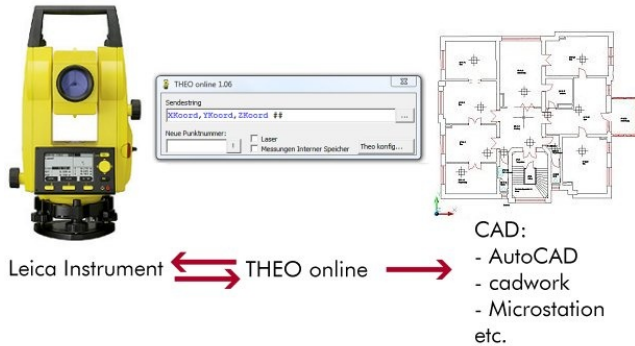 THEO online 1.06
Sendestring
XKoord,YKoord,ZKoord ##
...
Neue Punktnummer:
!
Laser
Messungen Interner Speicher
Theo konfig...
Leica Instrument
THEO online
CAD:
- AutoCAD
- cadwork
- Microstation
etc.